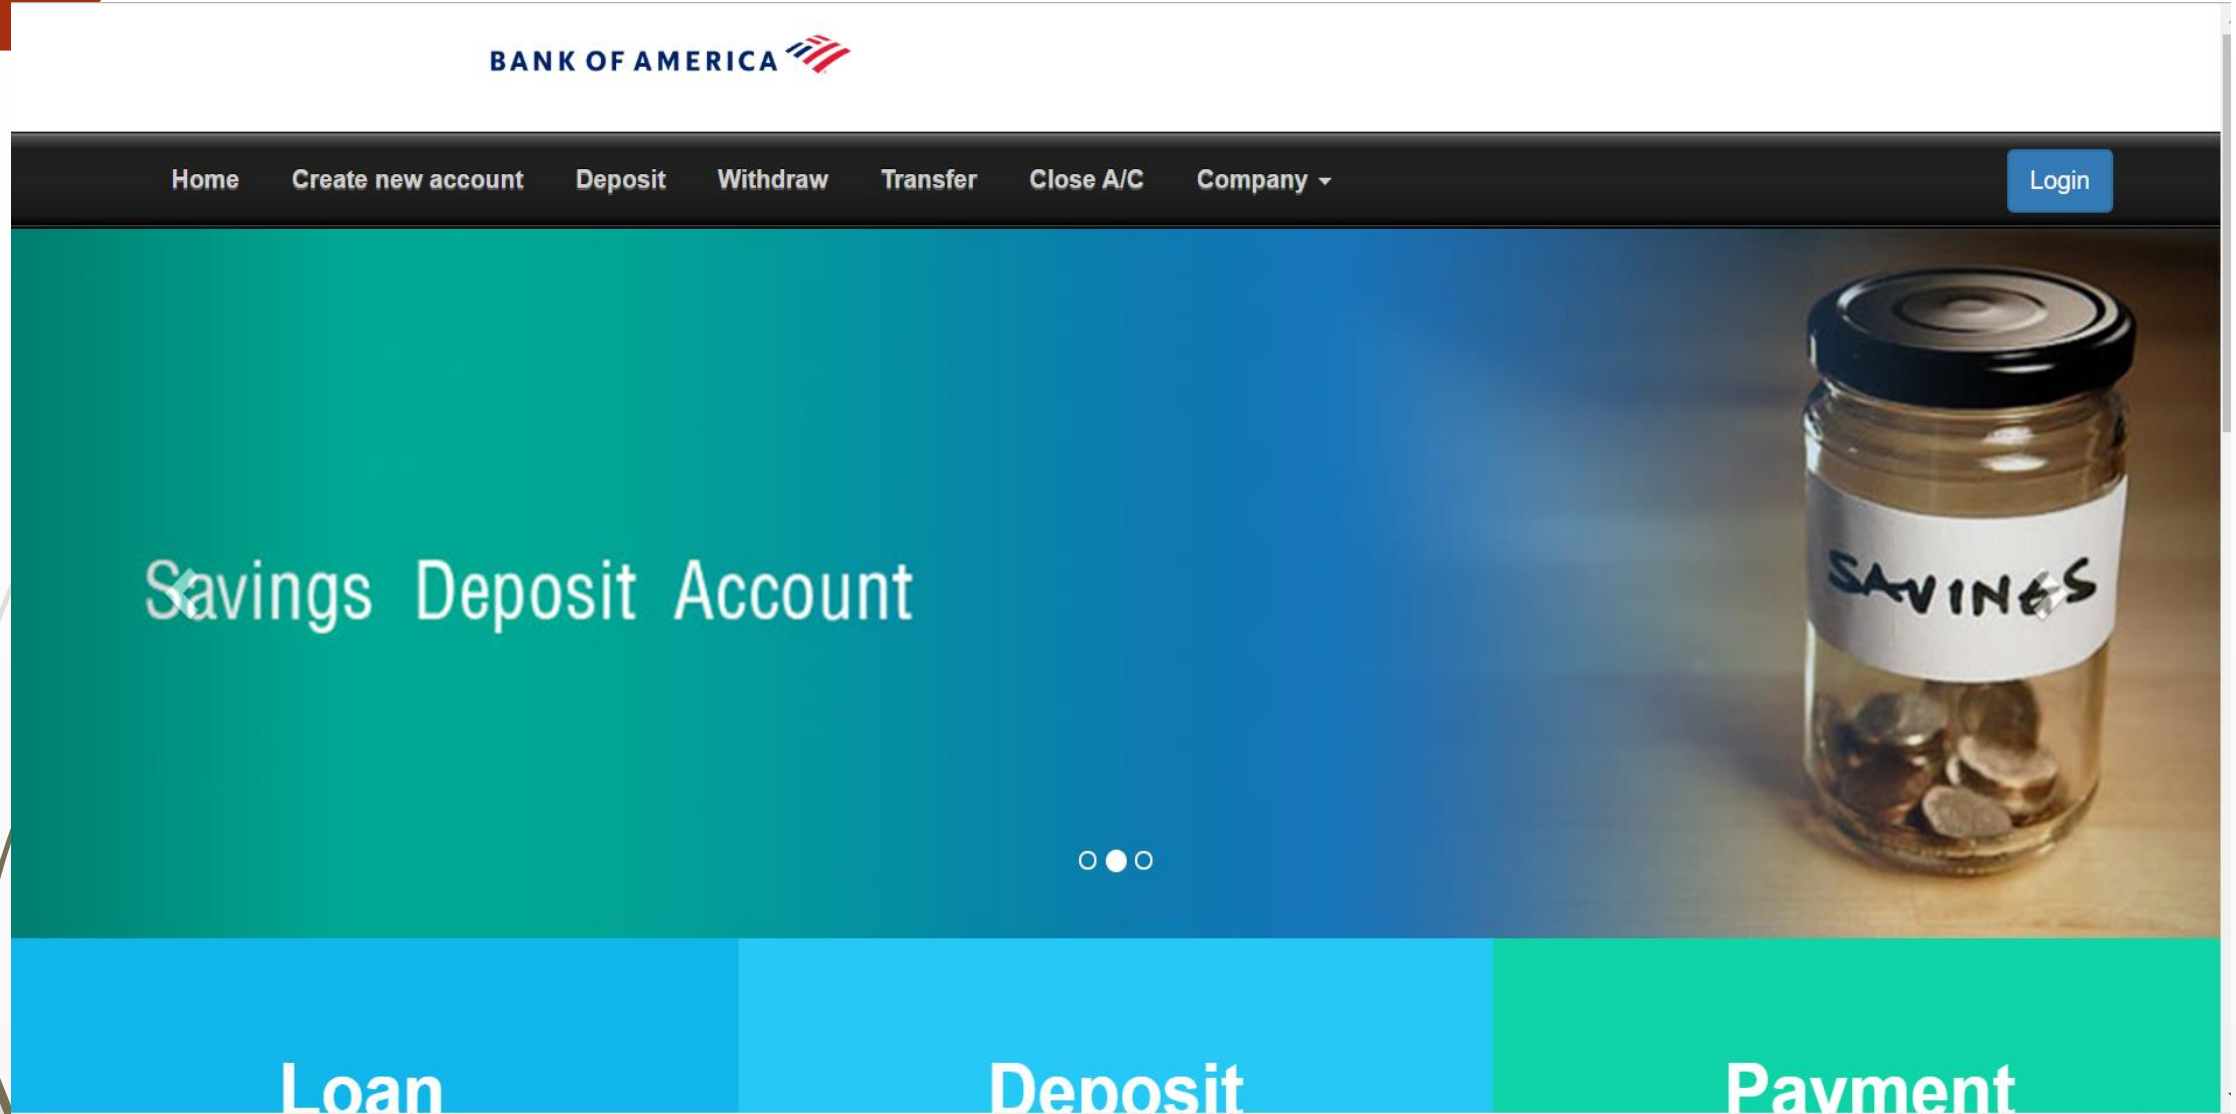 BANK OF AMERICA
Home Create new account Deposit Withdraw Transfer Close A/C Company Login
Savings Deposit Account
SAVINGS
Loan Deposit Payment